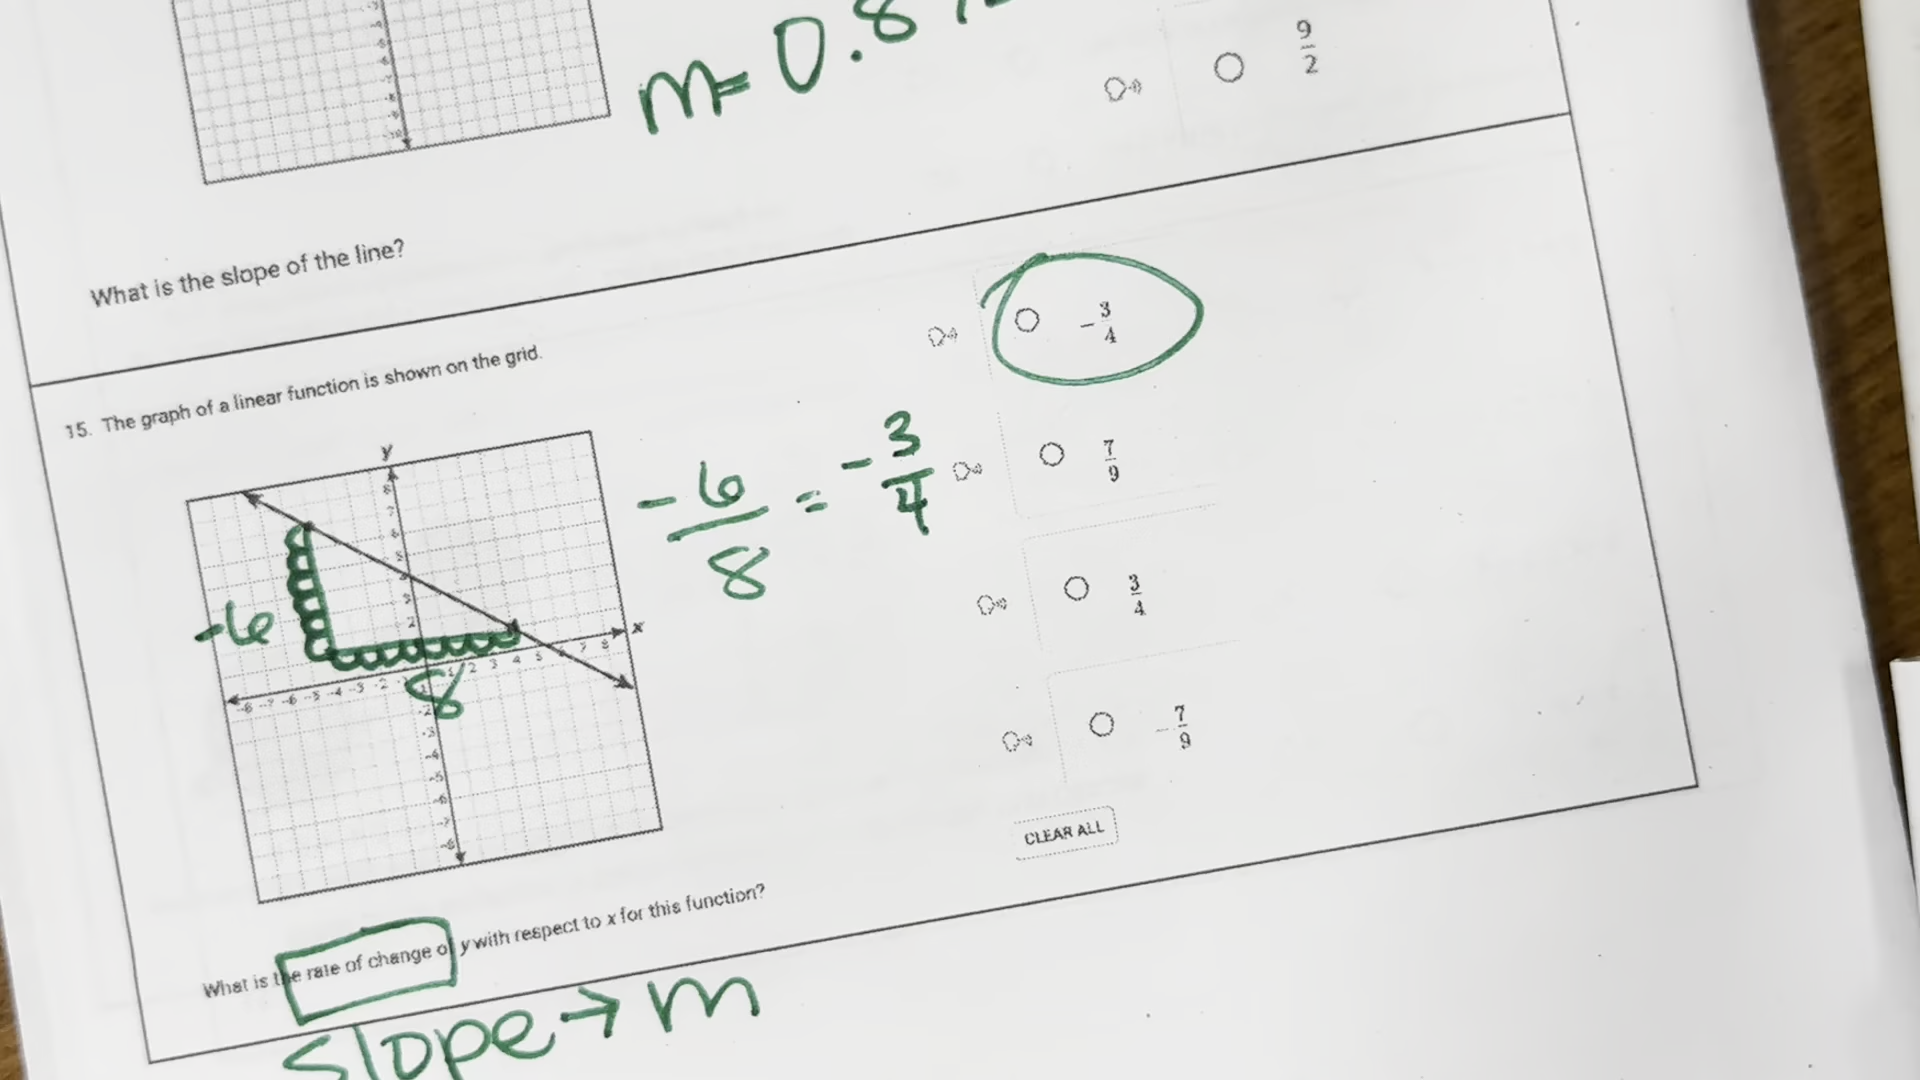 m= 0.8
9/2
What is the slope of the line?
15. The graph of a linear function is shown on the grid.
y
x
-6
8
-6/8 = -3/4
-3/4
7/9
3/4
-7/9
CLEAR ALL
What is the rate of change of y with respect to x for this function?
slope → m